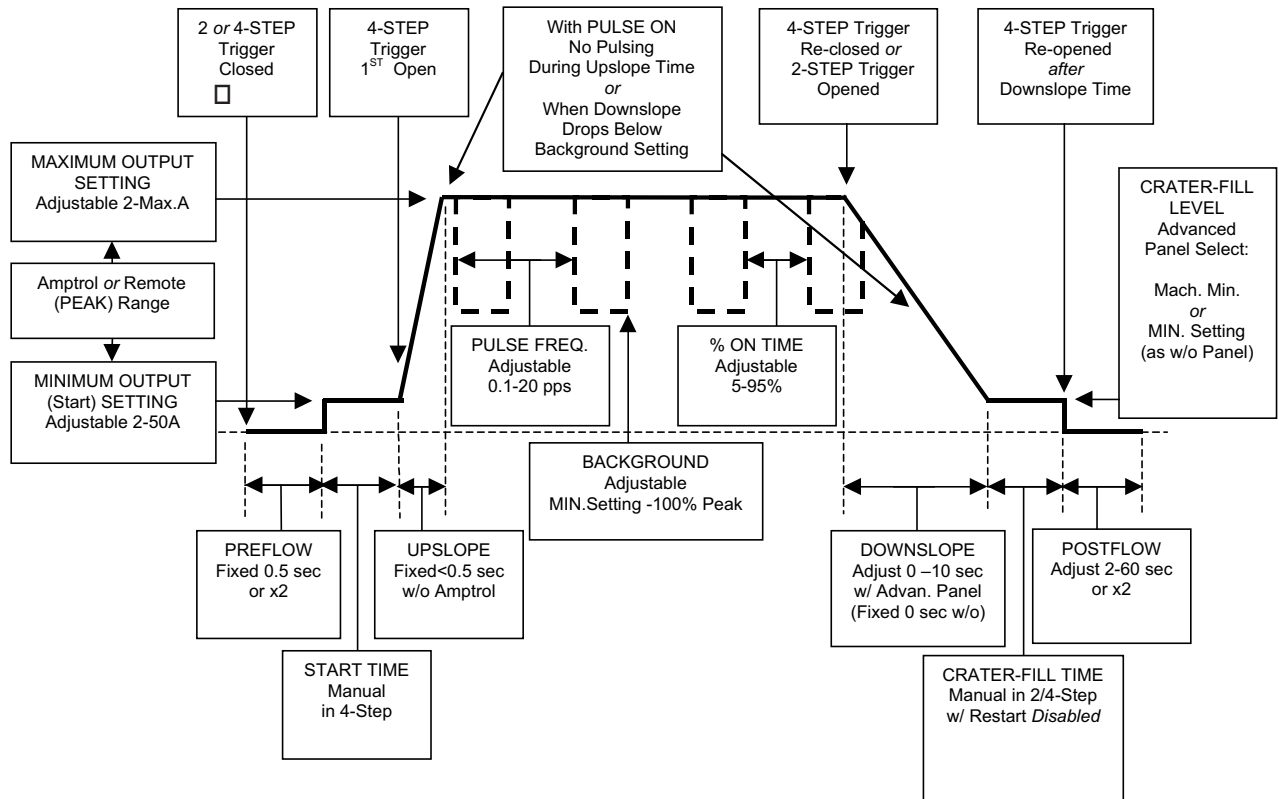 2 or 4-STEP
Trigger
Closed
4-STEP
Trigger
1ST Open
With PULSE ON
No Pulsing
During Upslope Time
or
When Downslope
Drops Below
Background Setting
4-STEP Trigger
Re-closed or
2-STEP Trigger
Opened
4-STEP Trigger
Re-opened
after
Downslope Time
MAXIMUM OUTPUT
SETTING
Adjustable 2-Max.A
Amptrol or Remote
(PEAK) Range
MINIMUM OUTPUT
(Start) SETTING
Adjustable 2-50A
CRATER-FILL
LEVEL
Advanced
Panel Select:
Mach. Min.
or
MIN. Setting
(as w/o Panel)
PULSE FREQ.
Adjustable
0.1-20 pps
% ON TIME
Adjustable
5-95%
BACKGROUND
Adjustable
MIN.Setting -100% Peak
PREFLOW
Fixed 0.5 sec
or x2
UPSLOPE
Fixed<0.5 sec
w/o Amptrol
DOWNSLOPE
Adjust 0 –10 sec
w/ Advan. Panel
(Fixed 0 sec w/o)
POSTFLOW
Adjust 2-60 sec
or x2
START TIME
Manual
in 4-Step
CRATER-FILL TIME
Manual in 2/4-Step
w/ Restart Disabled